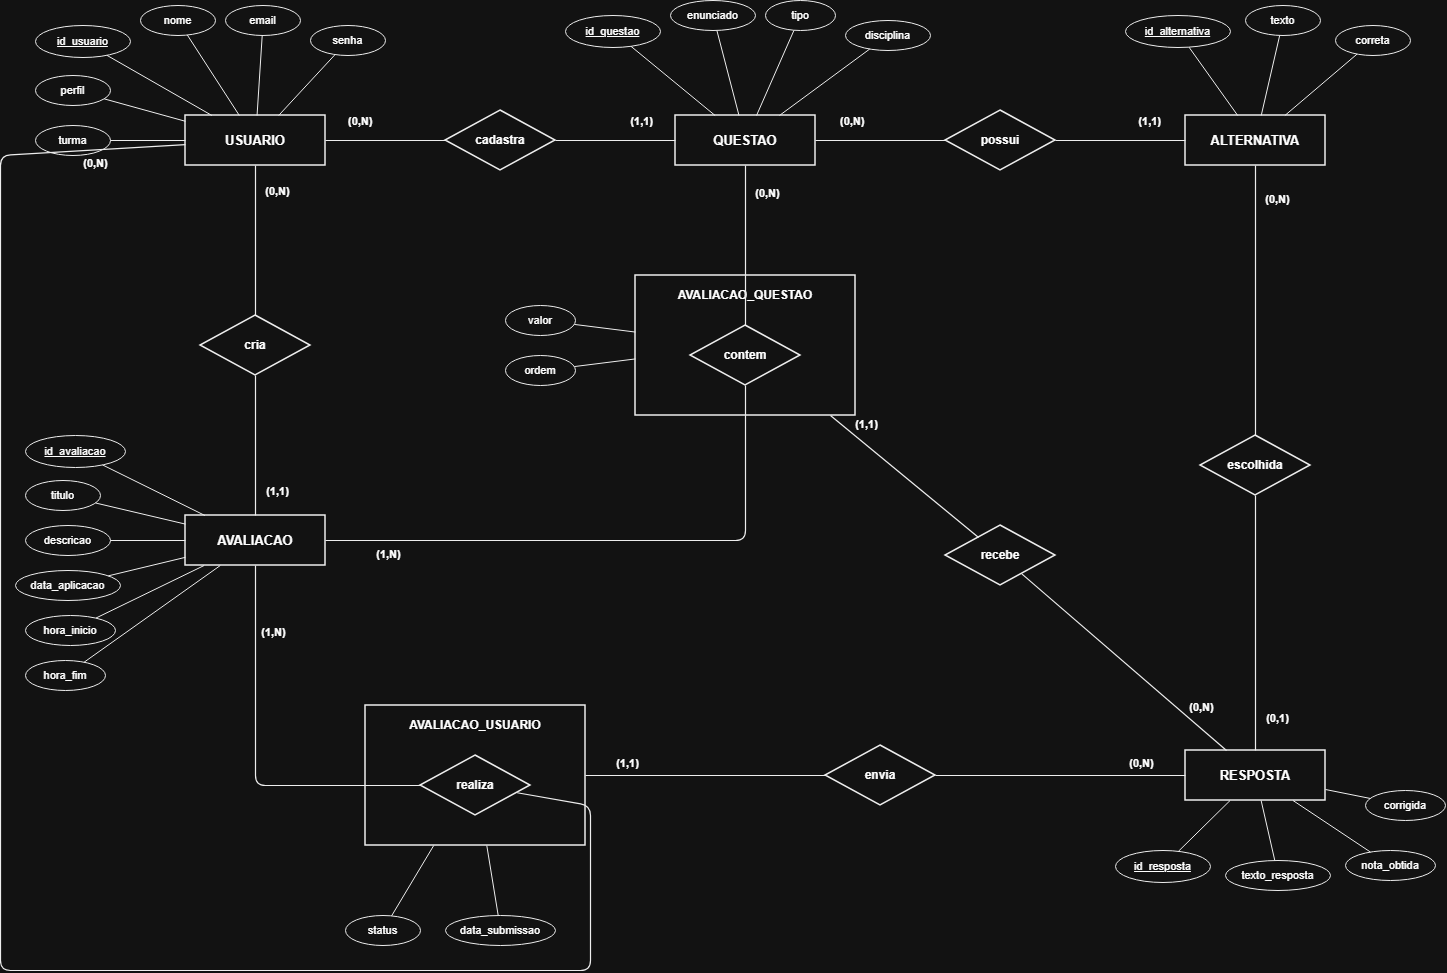 nome
email
enunciado
tipo
texto
id_usuario
senha
id_questao
disciplina
id_alternativa
correta
perfil
turma
(0,N)
USUARIO
(0,N)
cadastra
(1,1)
QUESTAO
(0,N)
possui
(1,1)
ALTERNATIVA
(0,N)
(0,N)
(0,N)
AVALIACAO_QUESTAO
valor
ordem
contem
cria
(1,1)
id_avaliacao
titulo
descricao
data_aplicacao
hora_inicio
hora_fim
(1,1)
AVALIACAO
(1,N)
(1,N)
escolhida
recebe
(0,N)
(0,1)
AVALIACAO_USUARIO
realiza
(1,1)
envia
(0,N)
RESPOSTA
corrigida
id_resposta
texto_resposta
nota_obtida
status
data_submissao